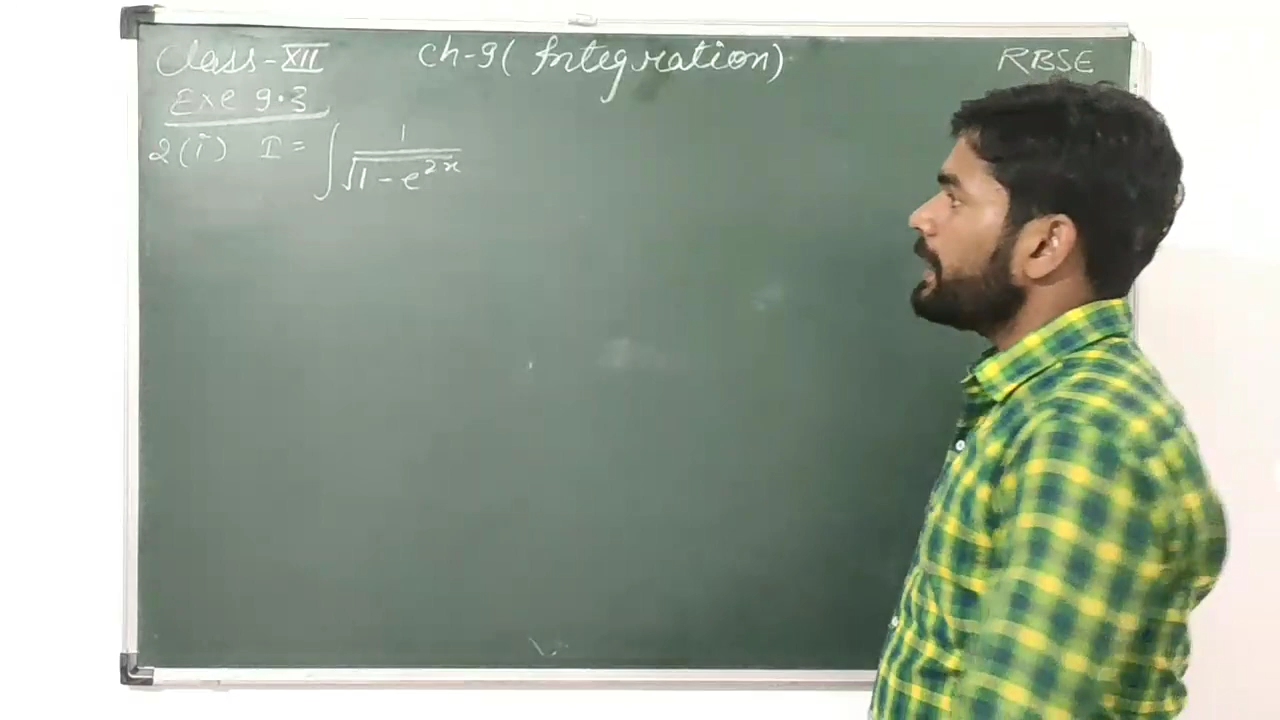 Class-XII Ch-9 (Integration) RBSE
Exe 9.3
2(i) I = ∫ 1/√(1-e^(2x))